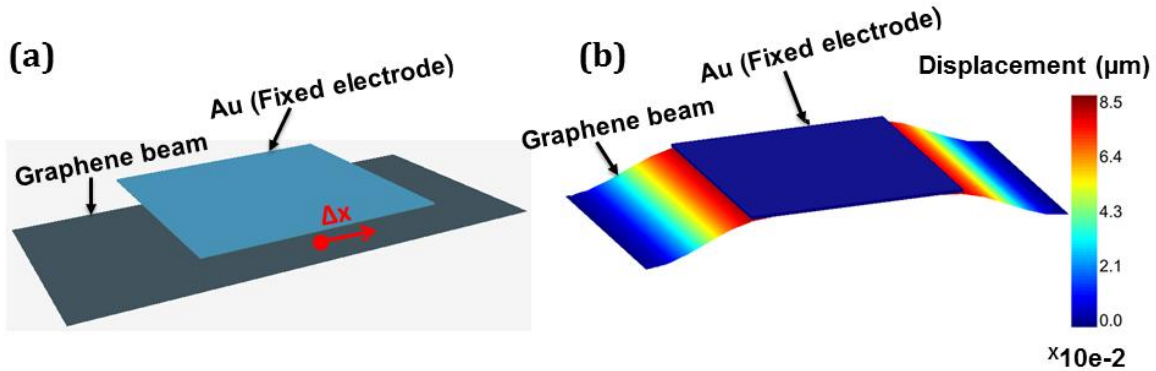 (a)
Au (Fixed electrode)
Graphene beam
Δx
(b)
Au (Fixed electrode)
Graphene beam
Displacement (μm)
8.5
6.4
4.3
2.1
0.0
x10e-2